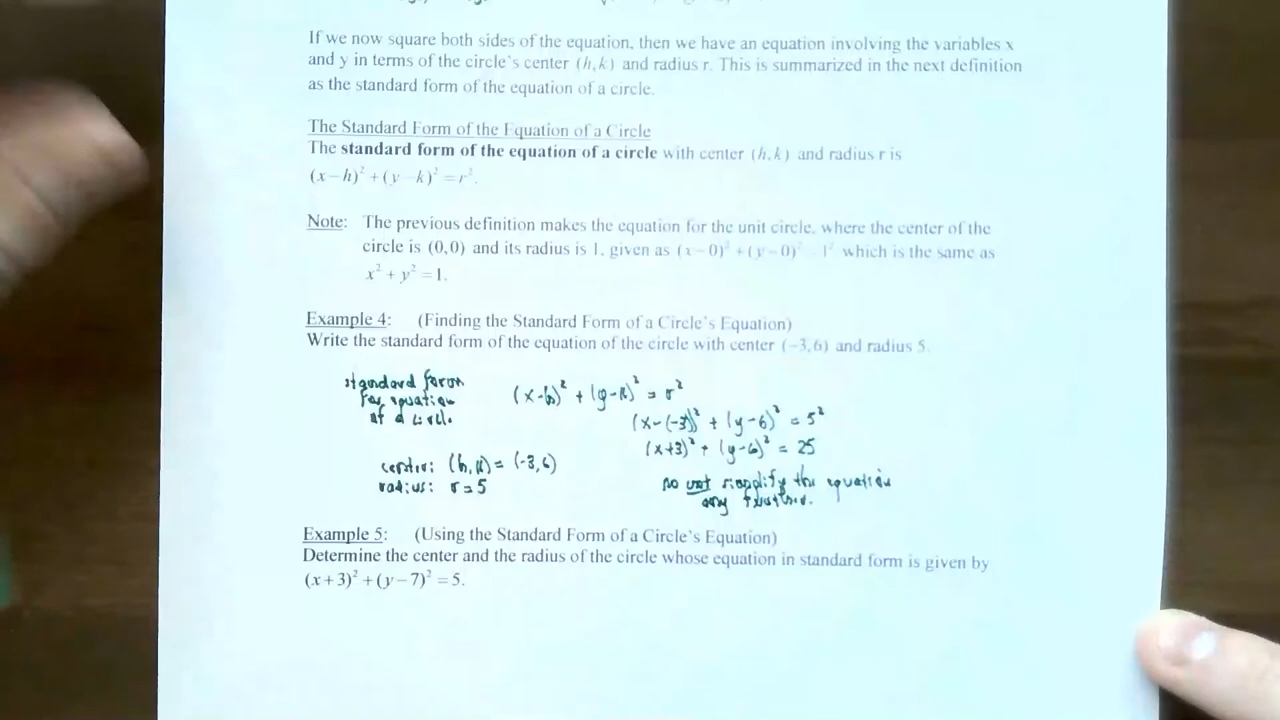 If we now square both sides of the equation, then we have an equation involving the variables x
and y in terms of the circle's center (h,k) and radius r. This is summarized in the next definition
as the standard form of the equation of a circle.
The Standard Form of the Equation of a Circle
The standard form of the equation of a circle with center (h,k) and radius r is
(x−h)² + (y−k)² = r².
Note: The previous definition makes the equation for the unit circle, where the center of the
circle is (0,0) and its radius is 1, given as (x−0)² + (y−0)² = 1² which is the same as
x² + y² = 1.
Example 4: (Finding the Standard Form of a Circle's Equation)
Write the standard form of the equation of the circle with center (−3,6) and radius 5.
standard form
for equation
of a circle
(x-h)² + (y-k)² = r²
(x-(-3))² + (y-6)² = 5²
(x+3)² + (y-6)² = 25
center: (h,k) = (-3,6)
radius: r=5
do not simplify the equation
any further.
Example 5: (Using the Standard Form of a Circle's Equation)
Determine the center and the radius of the circle whose equation in standard form is given by
(x+3)² + (y−7)² = 5.